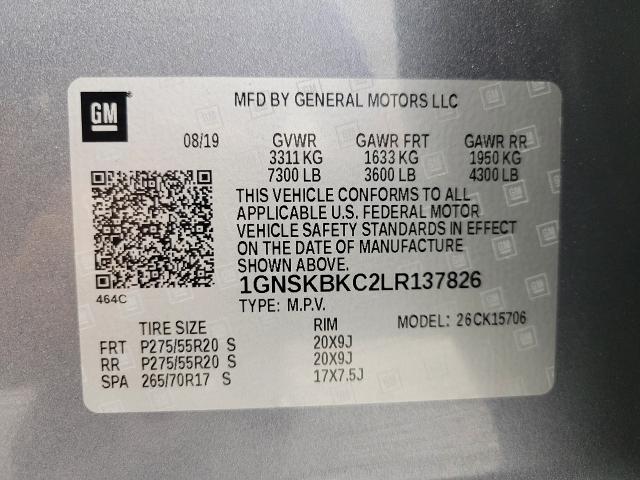 GM
MFD BY GENERAL MOTORS LLC
08/19 GVWR GAWR FRT GAWR RR
3311 KG 1633 KG 1950 KG
7300 LB 3600 LB 4300 LB
THIS VEHICLE CONFORMS TO ALL
APPLICABLE U.S. FEDERAL MOTOR
VEHICLE SAFETY STANDARDS IN EFFECT
ON THE DATE OF MANUFACTURE
SHOWN ABOVE.
1GNSKBKC2LR137826
464C
TYPE: M.P.V.
MODEL: 26CK15706
TIRE SIZE RIM
FRT P275/55R20 S 20X9J
RR P275/55R20 S 20X9J
SPA 265/70R17 S 17X7.5J